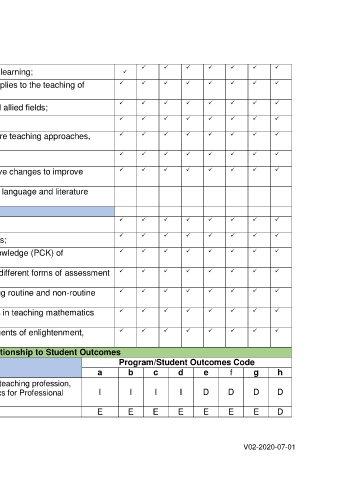 learning; ✓ ✓ ✓ ✓ ✓ ✓ ✓ ✓
plies to the teaching of ✓ ✓ ✓ ✓ ✓ ✓ ✓ ✓
allied fields; ✓ ✓ ✓ ✓ ✓ ✓ ✓ ✓
✓ ✓ ✓ ✓ ✓ ✓ ✓ ✓
re teaching approaches, ✓ ✓ ✓ ✓ ✓ ✓ ✓ ✓
✓ ✓ ✓ ✓ ✓ ✓ ✓ ✓
ve changes to improve ✓ ✓ ✓ ✓ ✓ ✓ ✓ ✓
language and literature
✓ ✓ ✓ ✓ ✓ ✓ ✓ ✓
s; ✓ ✓ ✓ ✓ ✓ ✓ ✓ ✓
owledge (PCK) of ✓ ✓ ✓ ✓ ✓ ✓ ✓ ✓
different forms of assessment ✓ ✓ ✓ ✓ ✓ ✓ ✓ ✓
g routine and non-routine ✓ ✓ ✓ ✓ ✓ ✓ ✓ ✓
s in teaching mathematics ✓ ✓ ✓ ✓ ✓ ✓ ✓ ✓
ments of enlightenment, ✓ ✓ ✓ ✓ ✓ ✓ ✓ ✓
tionship to Student Outcomes
Program/Student Outcomes Code
a b c d e f g h
teaching profession,
cs for Professional I I I I D D D D
E E E E E E E D
V02-2020-07-01